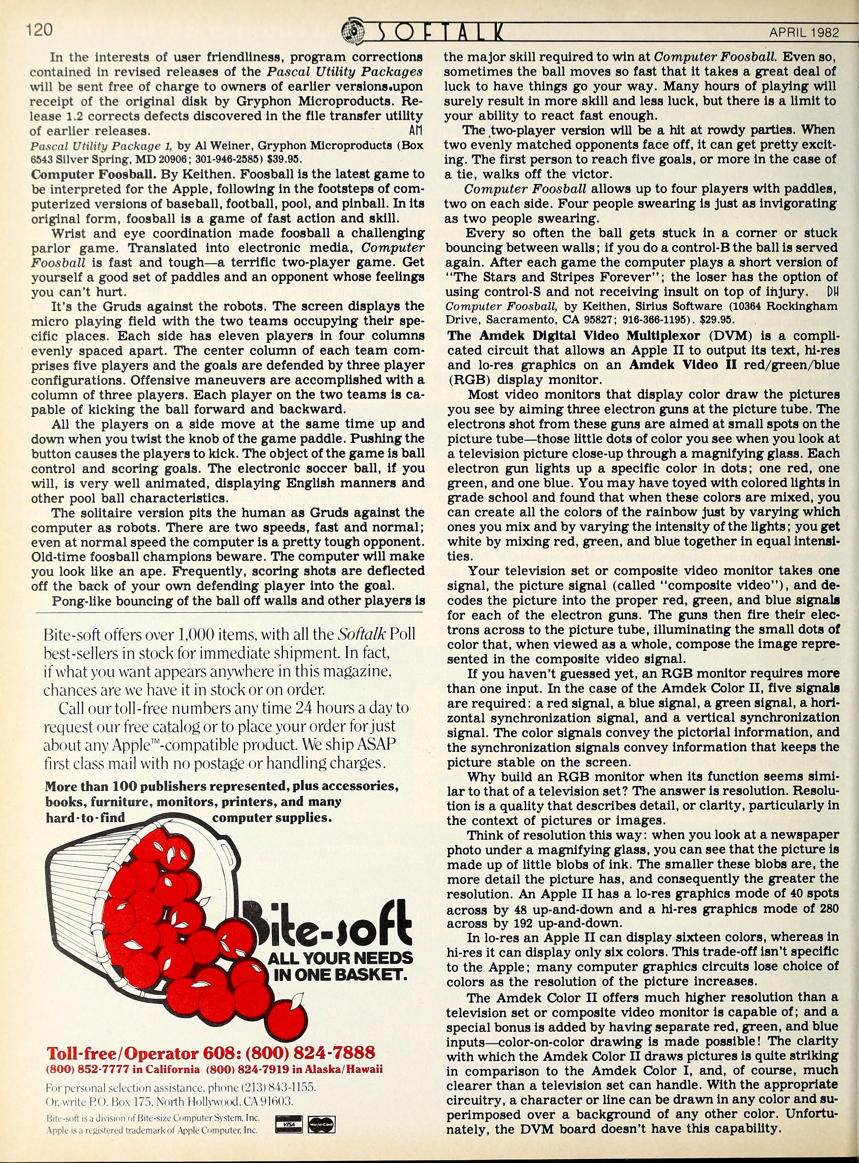 120
SOFTALK
APRIL 1982
In the interests of user friendliness, program corrections
contained in revised releases of the Pascal Utility Packages
will be sent free of charge to owners of earlier versions upon
receipt of the original disk by Gryphon Microproducts. Re-
lease 1.2 corrects defects discovered in the file transfer utility
of earlier releases. AM
Pascal Utility Package 1, by Al Weiner, Gryphon Microproducts (Box
6543 Silver Spring, MD 20906; 301-946-2585) $39.95.
Computer Foosball. By Keithen. Foosball is the latest game to
be interpreted for the Apple, following in the footsteps of com-
puterized versions of baseball, football, pool, and pinball. In its
original form, foosball is a game of fast action and skill.
Wrist and eye coordination made foosball a challenging
parlor game. Translated into electronic media, Computer
Foosball is fast and tough—a terrific two-player game. Get
yourself a good set of paddles and an opponent whose feelings
you can't hurt.
It's the Gruds against the robots. The screen displays the
micro playing field with the two teams occupying their spe-
cific places. Each side has eleven players in four columns
evenly spaced apart. The center column of each team com-
prises five players and the goals are defended by three player
configurations. Offensive maneuvers are accomplished with a
column of three players. Each player on the two teams is ca-
pable of kicking the ball forward and backward.
All the players on a side move at the same time up and
down when you twist the knob of the game paddle. Pushing the
button causes the players to kick. The object of the game is ball
control and scoring goals. The electronic soccer ball, if you
will, is very well animated, displaying English manners and
other pool ball characteristics.
The solitaire version pits the human as Gruds against the
computer as robots. There are two speeds, fast and normal;
even at normal speed the computer is a pretty tough opponent.
Old-time foosball champions beware. The computer will make
you look like an ape. Frequently, scoring shots are deflected
off the back of your own defending player into the goal.
Pong-like bouncing of the ball off walls and other players is
the major skill required to win at Computer Foosball. Even so,
sometimes the ball moves so fast that it takes a great deal of
luck to have things go your way. Many hours of playing will
surely result in more skill and less luck, but there is a limit to
your ability to react fast enough.
The two-player version will be a hit at rowdy parties. When
two evenly matched opponents face off, it can get pretty excit-
ing. The first person to reach five goals, or more in the case of
a tie, walks off the victor.
Computer Foosball allows up to four players with paddles,
two on each side. Four people swearing is just as invigorating
as two people swearing.
Every so often the ball gets stuck in a corner or stuck
bouncing between walls; if you do a control-B the ball is served
again. After each game the computer plays a short version of
"The Stars and Stripes Forever"; the loser has the option of
using control-S and not receiving insult on top of injury. DH
Computer Foosball, by Keithen, Sirius Software (10364 Rockingham
Drive, Sacramento, CA 95827; 916-366-1195). $29.95.
The Amdek Digital Video Multiplexor (DVM) is a compli-
cated circuit that allows an Apple II to output its text, hi-res
and lo-res graphics on an Amdek Video II red/green/blue
(RGB) display monitor.
Most video monitors that display color draw the pictures
you see by aiming three electron guns at the picture tube. The
electrons shot from these guns are aimed at small spots on the
picture tube—those little dots of color you see when you look at
a television picture close-up through a magnifying glass. Each
electron gun lights up a specific color in dots; one red, one
green, and one blue. You may have toyed with colored lights in
grade school and found that when these colors are mixed, you
can create all the colors of the rainbow just by varying which
ones you mix and by varying the intensity of the lights; you get
white by mixing red, green, and blue together in equal intensi-
ties.
Your television set or composite video monitor takes one
signal, the picture signal (called "composite video"), and de-
codes the picture into the proper red, green, and blue signals
for each of the electron guns. The guns then fire their elec-
trons across to the picture tube, illuminating the small dots of
color that, when viewed as a whole, compose the image repre-
sented in the composite video signal.
If you haven't guessed yet, an RGB monitor requires more
than one input. In the case of the Amdek Color II, five signals
are required: a red signal, a blue signal, a green signal, a hori-
zontal synchronization signal, and a vertical synchronization
signal. The color signals convey the pictorial information, and
the synchronization signals convey information that keeps the
picture stable on the screen.
Why build an RGB monitor when its function seems simi-
lar to that of a television set? The answer is resolution. Resolu-
tion is a quality that describes detail, or clarity, particularly in
the context of pictures or images.
Think of resolution this way: when you look at a newspaper
photo under a magnifying glass, you can see that the picture is
made up of little blobs of ink. The smaller these blobs are, the
more detail the picture has, and consequently the greater the
resolution. An Apple II has a lo-res graphics mode of 40 spots
across by 48 up-and-down and a hi-res graphics mode of 280
across by 192 up-and-down.
In lo-res an Apple II can display sixteen colors, whereas in
hi-res it can display only six colors. This trade-off isn't specific
to the Apple; many computer graphics circuits lose choice of
colors as the resolution of the picture increases.
The Amdek Color II offers much higher resolution than a
television set or composite video monitor is capable of; and a
special bonus is added by having separate red, green, and blue
inputs—color-on-color drawing is made possible! The clarity
with which the Amdek Color II draws pictures is quite striking
in comparison to the Amdek Color I, and, of course, much
clearer than a television set can handle. With the appropriate
circuitry, a character or line can be drawn in any color and su-
perimposed over a background of any other color. Unfortu-
nately, the DVM board doesn't have this capability.
Bite-soft offers over 1,000 items, with all the Softalk Poll
best-sellers in stock for immediate shipment. In fact,
if what you want appears anywhere in this magazine,
chances are we have it in stock or on order.
Call our toll-free numbers any time 24 hours a day to
request our free catalog or to place your order for just
about any Apple™-compatible product. We ship ASAP
first class mail with no postage or handling charges.
More than 100 publishers represented, plus accessories,
books, furniture, monitors, printers, and many
hard-to-find computer supplies.
Bite-soft
ALL YOUR NEEDS
IN ONE BASKET.
Toll-free/Operator 608: (800) 824-7888
(800) 852-7777 in California (800) 824-7919 in Alaska/Hawaii
For personal selection assistance, phone (213) 843-1155.
Or, write P.O. Box 175, North Hollywood, CA 91603.
Bite-soft is a division of Bite-size Computer System, Inc.
Apple is a registered trademark of Apple Computer, Inc.
VISA
MasterCard